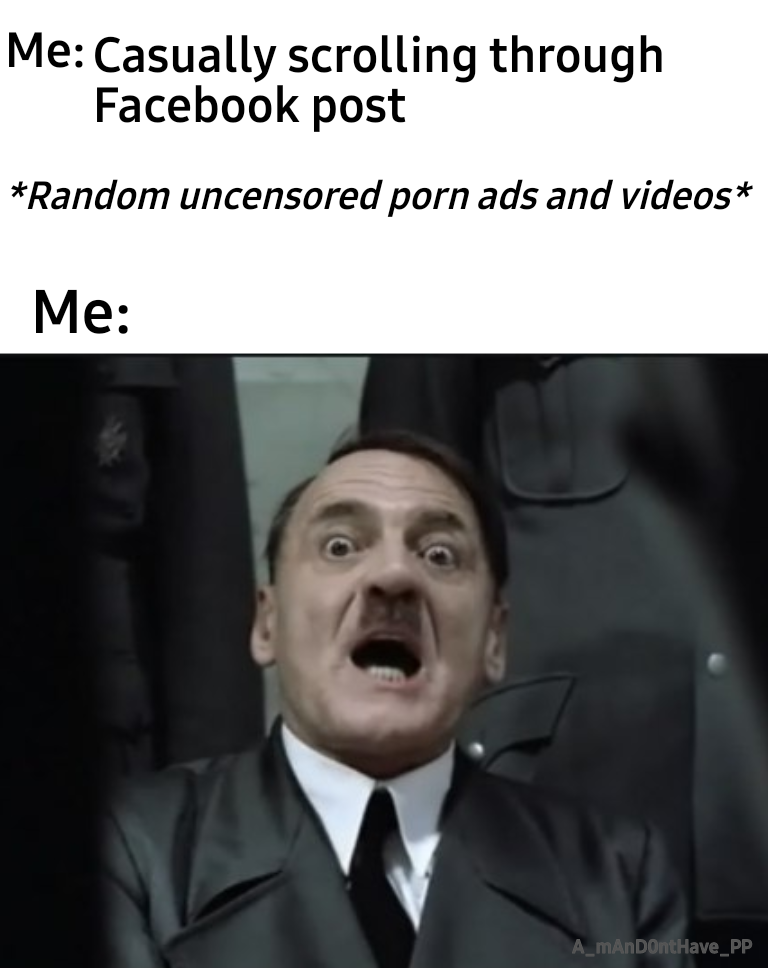 Me: Casually scrolling through
Facebook post
*Random uncensored porn ads and videos*
Me:
A_mAnD0ntHave_PP